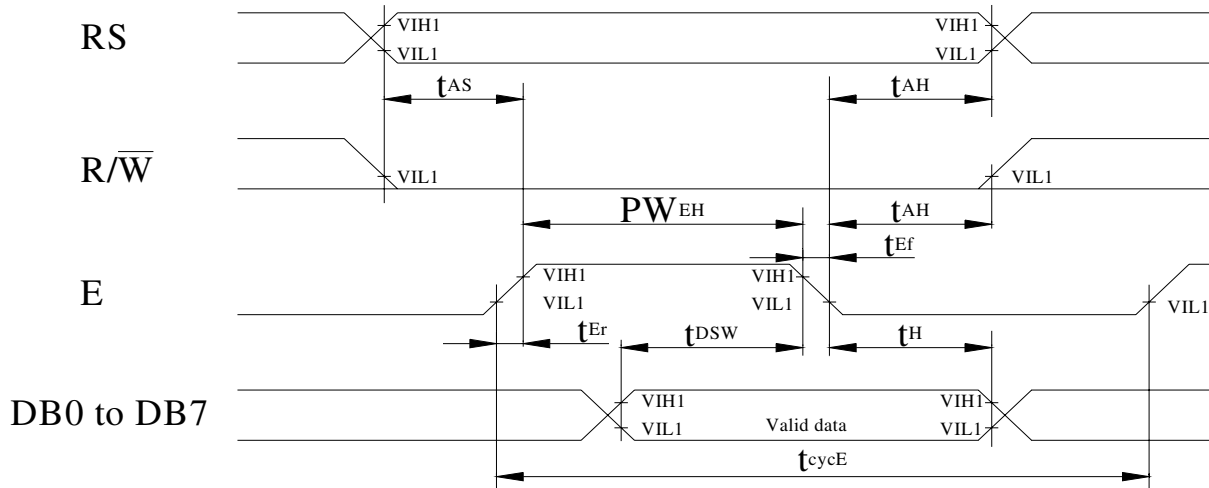 RS
VIH1 VIH1
VIL1 VIL1
tAS tAH
R/W̅
VIL1 VIL1
PWEH tAH
tEf
E
VIH1 VIH1
VIL1 VIL1 VIL1
tEr tDSW tH
DB0 to DB7
VIH1 VIH1
VIL1 Valid data VIL1
tcycE